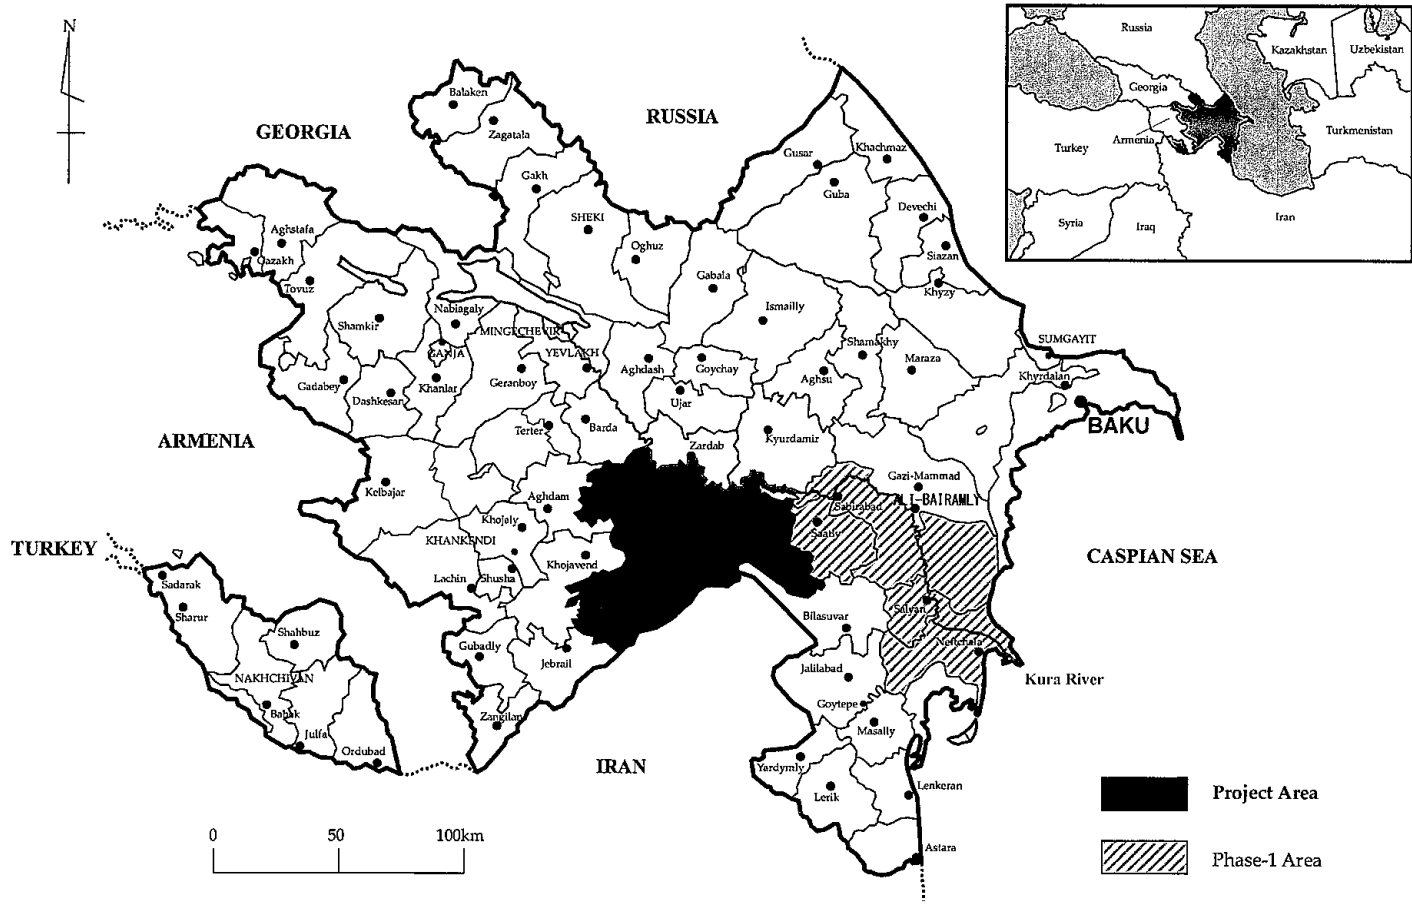 N
GEORGIA
RUSSIA
ARMENIA
TURKEY
IRAN
CASPIAN SEA
BAKU
Kura River
Balaken
Zagatala
Gakh
SHEKI
Oghuz
Gabala
Ismailly
Gusar
Khachmaz
Guba
Devechi
Siazan
Khyzy
SUMGAYIT
Khyrdalan
Aghstafa
Qazakh
Tovuz
Shamkir
Nabiagaly
MINGECHEVIR
GANJA
YEVLAKH
Gadabey
Dashkesan
Khanlar
Geranboy
Aghdash
Goychay
Ujar
Shamakhy
Aghsu
Maraza
Terter
Barda
Zardab
Kyurdamir
Gazi-Mammad
ALI-BAIRAMLY
Sabirabad
Saatly
Kelbajar
Aghdam
Khojaly
KHANKENDI
Khojavend
Lachin
Shusha
Gubadly
Jebrail
Zangilan
Bilasuvar
Salyan
Neftchala
Jalilabad
Goytepe
Masally
Yardymly
Lerik
Lenkeran
Astara
Sadarak
Sharur
Shahbuz
NAKHCHIVAN
Babak
Julfa
Ordubad
0 50 100km
Project Area
Phase-1 Area
Russia
Kazakhstan
Uzbekistan
Georgia
Armenia
Turkey
Turkmenistan
Syria
Iraq
Iran